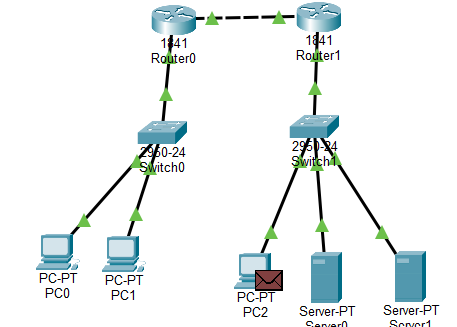 1841
Router0
1841
Router1
2950-24
Switch0
2950-24
Switch1
PC-PT
PC0
PC-PT
PC1
PC-PT
PC2
Server-PT
Server0
Server-PT
Server1